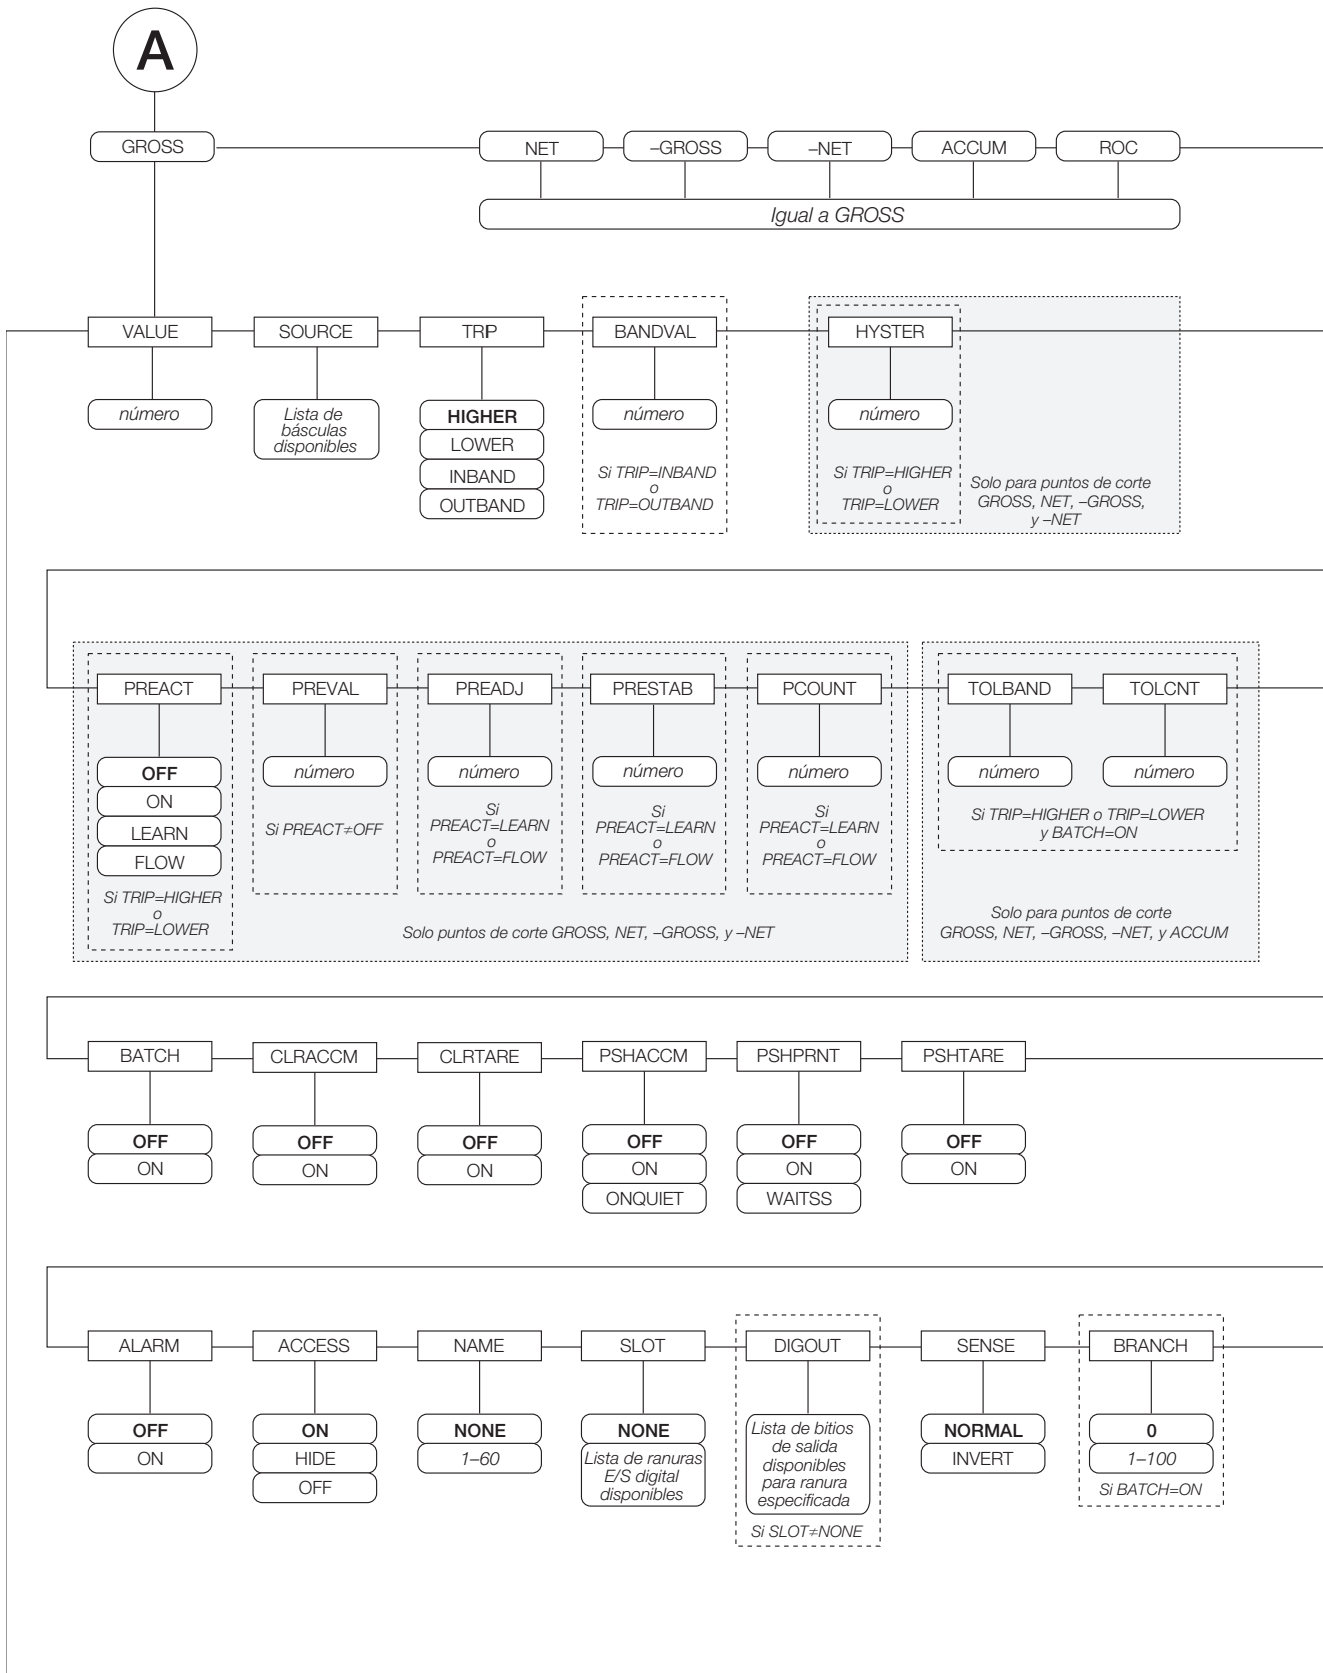 A
GROSS
NET
–GROSS
–NET
ACCUM
ROC
Igual a GROSS
VALUE
SOURCE
TRIP
BANDVAL
HYSTER
número
Lista de
básculas
disponibles
HIGHER
LOWER
INBAND
OUTBAND
número
Si TRIP=INBAND
o
TRIP=OUTBAND
número
Si TRIP=HIGHER
o
TRIP=LOWER
Solo para puntos de corte
GROSS, NET, –GROSS,
y –NET
PREACT
PREVAL
PREADJ
PRESTAB
PCOUNT
TOLBAND
TOLCNT
OFF
ON
LEARN
FLOW
Si TRIP=HIGHER
o
TRIP=LOWER
número
Si PREACT≠OFF
número
Si
PREACT=LEARN
o
PREACT=FLOW
número
Si
PREACT=LEARN
o
PREACT=FLOW
número
Si
PREACT=LEARN
o
PREACT=FLOW
Solo puntos de corte GROSS, NET, –GROSS, y –NET
número
número
Si TRIP=HIGHER o TRIP=LOWER
y BATCH=ON
Solo para puntos de corte
GROSS, NET, –GROSS, –NET, y ACCUM
BATCH
CLRACCM
CLRTARE
PSHACCM
PSHPRNT
PSHTARE
OFF
ON
OFF
ON
OFF
ON
OFF
ON
ONQUIET
OFF
ON
WAITSS
OFF
ON
ALARM
ACCESS
NAME
SLOT
DIGOUT
SENSE
BRANCH
OFF
ON
ON
HIDE
OFF
NONE
1–60
NONE
Lista de ranuras
E/S digital
disponibles
Lista de bitios
de salida
disponibles
para ranura
especificada
Si SLOT≠NONE
NORMAL
INVERT
0
1–100
Si BATCH=ON